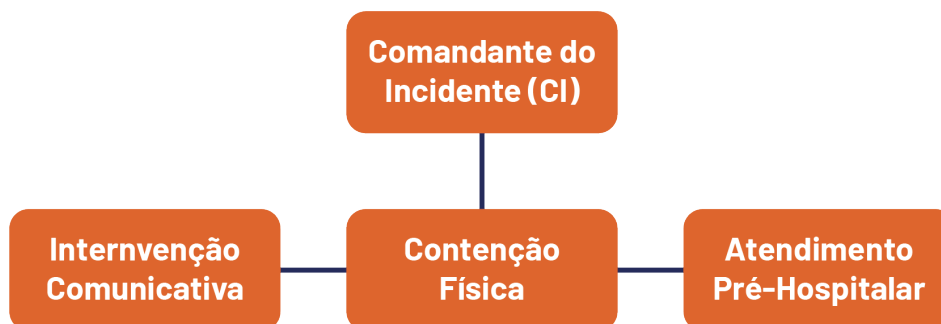 Comandante do
Incidente (CI)
Internvenção
Comunicativa
Contenção
Física
Atendimento
Pré-Hospitalar